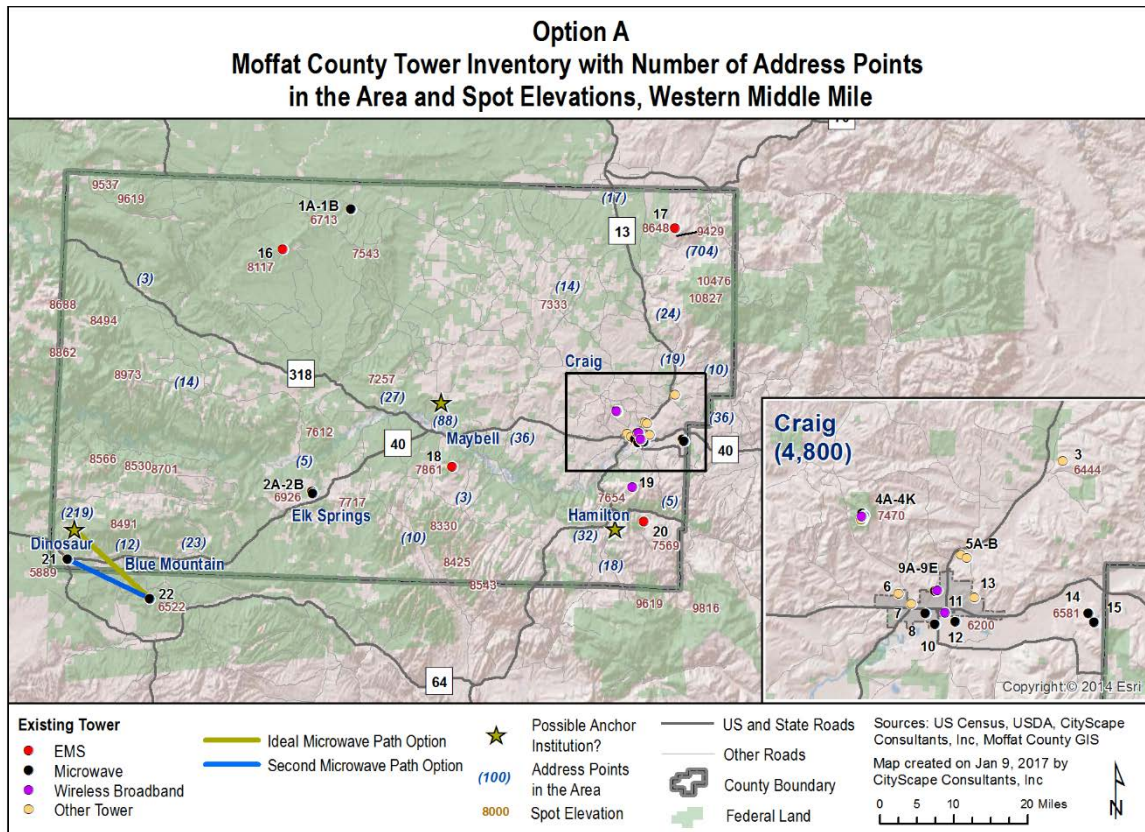 Option A
Moffat County Tower Inventory with Number of Address Points
in the Area and Spot Elevations, Western Middle Mile
9537
9619
1A-1B
6713
(17)
17
13
8648
9429
16
8117
7543
(704)
(3)
(14)
7333
10476
10827
8688
8494
(24)
8862
Craig
(19)
(10)
8973
(14)
318
7257
(27)
(88)
(36)
7612
40
Maybell
(36)
40
8566
8530
8701
(5)
18
7861
2A-2B
6926
7717
Elk Springs
(3)
7654
19
(5)
(219)
8491
8330
Hamilton
(32)
20
7569
Dinosaur
(12)
(23)
(10)
21
Blue Mountain
8425
(18)
5889
22
6522
8543
9619
9816
64
Craig
(4,800)
3
6444
4A-4K
7470
5A-B
9A-9E
6
13
7
11
14
6581
15
8
12
6200
10
Copyright:© 2014 Esri
Existing Tower
EMS
Microwave
Wireless Broadband
Other Tower
Ideal Microwave Path Option
Second Microwave Path Option
Possible Anchor
Institution?
(100)
Address Points
in the Area
8000
Spot Elevation
US and State Roads
Other Roads
County Boundary
Federal Land
Sources: US Census, USDA, CityScape
Consultants, Inc, Moffat County GIS
Map created on Jan 9, 2017 by
CityScape Consultants, Inc
0 5 10 20 Miles
N